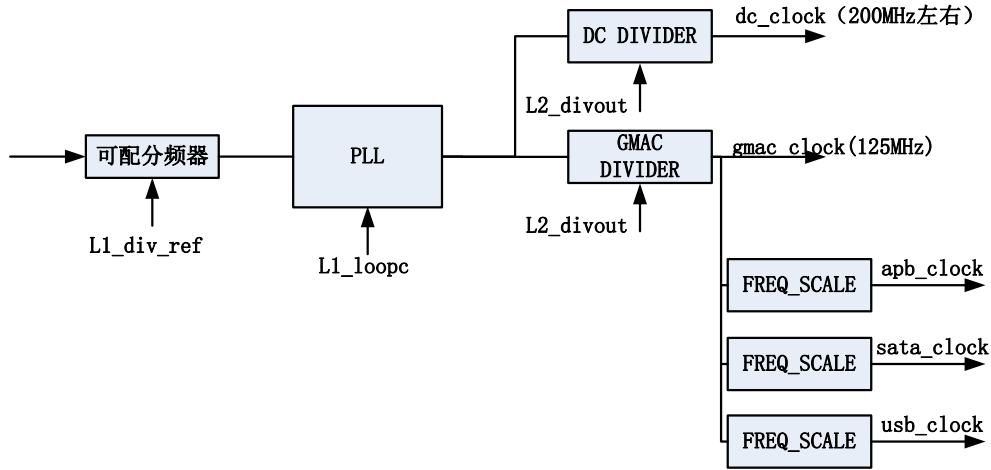 dc_clock（200MHz左右）
DC DIVIDER
L2_divout
可配分频器
PLL
GMAC
DIVIDER
gmac_clock(125MHz)
L1_div_ref
L1_loopc
L2_divout
FREQ_SCALE
apb_clock
FREQ_SCALE
sata_clock
FREQ_SCALE
usb_clock